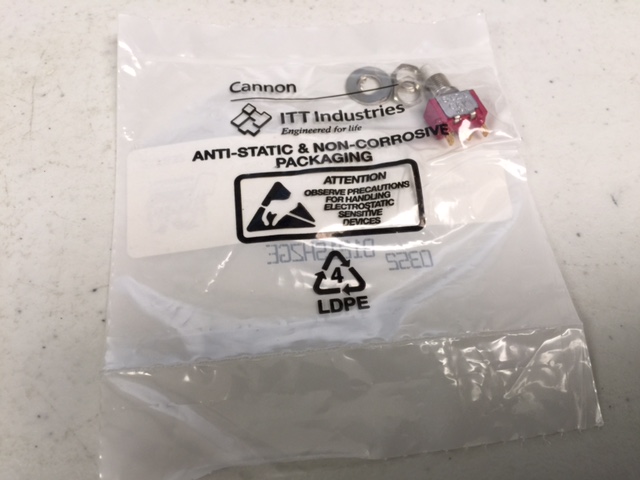 Cannon
ITT Industries
Engineered for life
ANTI-STATIC & NON-CORROSIVE
PACKAGING
ATTENTION
OBSERVE PRECAUTIONS
FOR HANDLING
ELECTROSTATIC
SENSITIVE
DEVICES
0352
4
LDPE